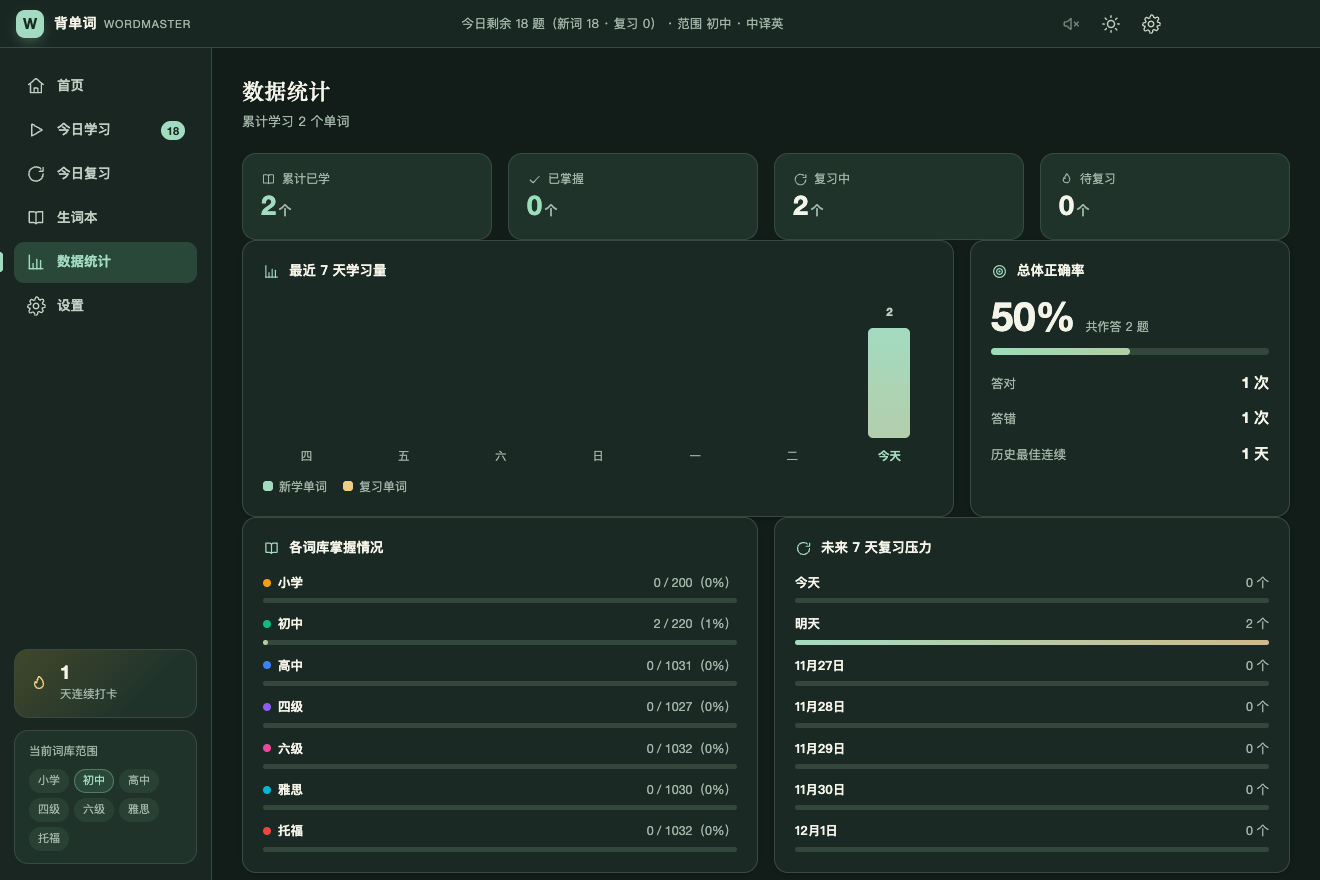 W 背单词 WORDMASTER
今日剩余 18 题（新词 18 · 复习 0） · 范围 初中 · 中译英
首页
今日学习 18
今日复习
生词本
数据统计
设置
1
天连续打卡
当前词库范围
小学 初中 高中
四级 六级 雅思
托福
数据统计
累计学习 2 个单词
累计已学
2个
已掌握
0个
复习中
2个
待复习
0个
最近 7 天学习量
2
四 五 六 日 一 二 今天
新学单词 复习单词
总体正确率
50% 共作答 2 题
答对 1 次
答错 1 次
历史最佳连续 1 天
各词库掌握情况
小学 0 / 200（0%）
初中 2 / 220（1%）
高中 0 / 1031（0%）
四级 0 / 1027（0%）
六级 0 / 1032（0%）
雅思 0 / 1030（0%）
托福 0 / 1032（0%）
未来 7 天复习压力
今天 0 个
明天 2 个
11月27日 0 个
11月28日 0 个
11月29日 0 个
11月30日 0 个
12月1日 0 个